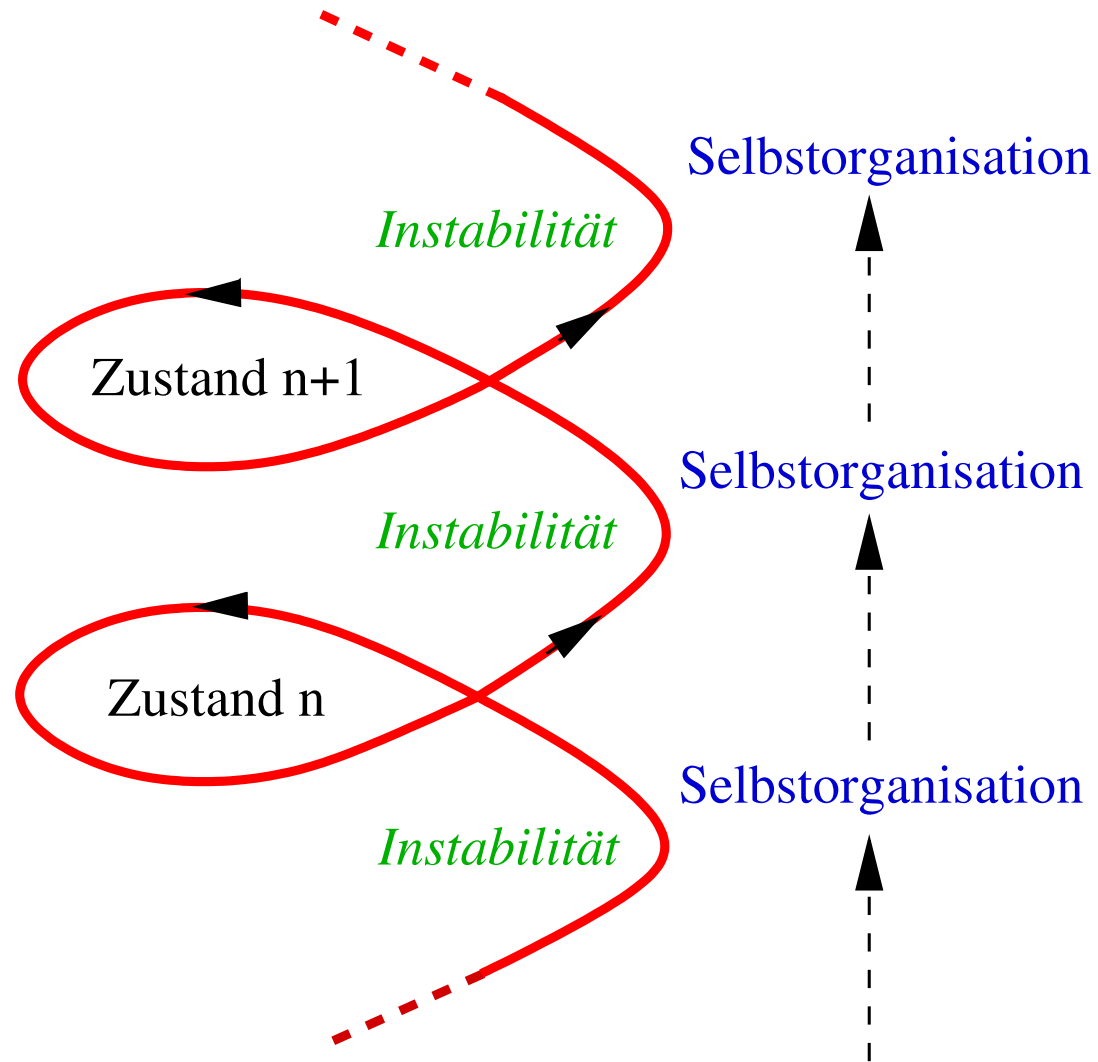 Selbstorganisation
Instabilität
Zustand n+1
Selbstorganisation
Instabilität
Zustand n
Selbstorganisation
Instabilität